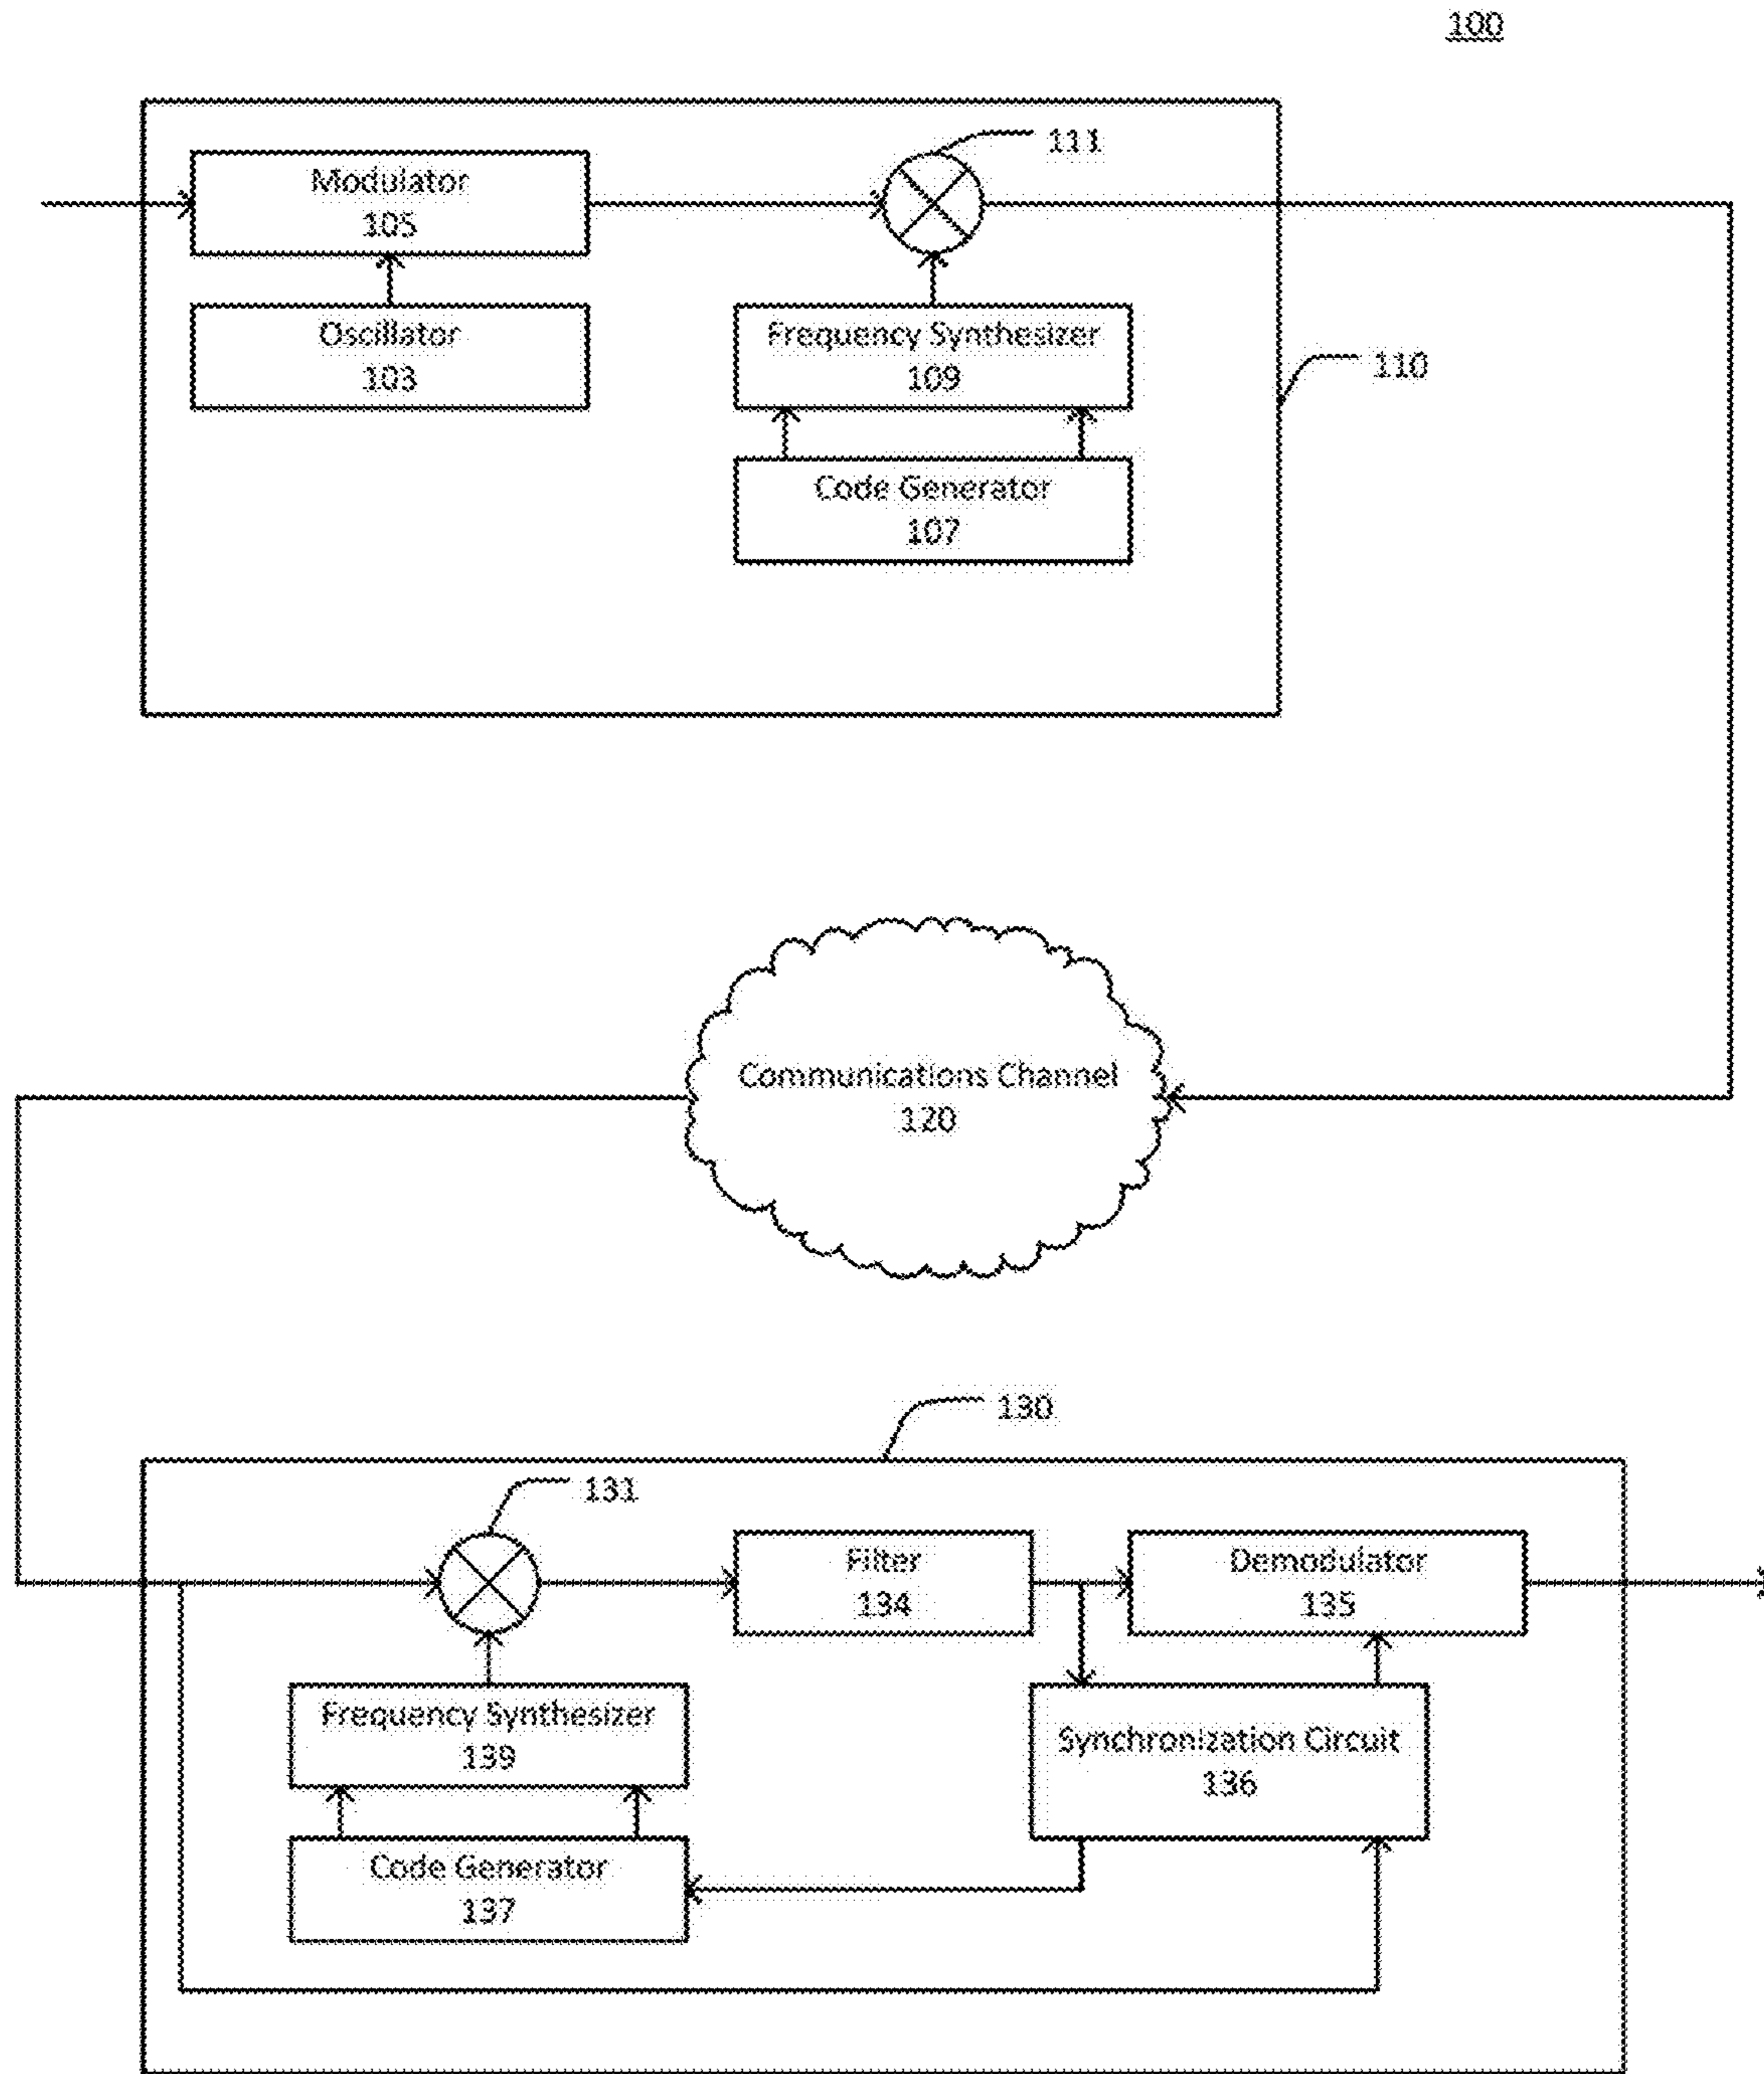 100
111
Modulator
105
Oscillator
103
Frequency Synthesizer
109
110
Code Generator
107
Communications Channel
120
130
131
Filter
134
Demodulator
135
Frequency Synthesizer
139
Synchronization Circuit
136
Code Generator
137